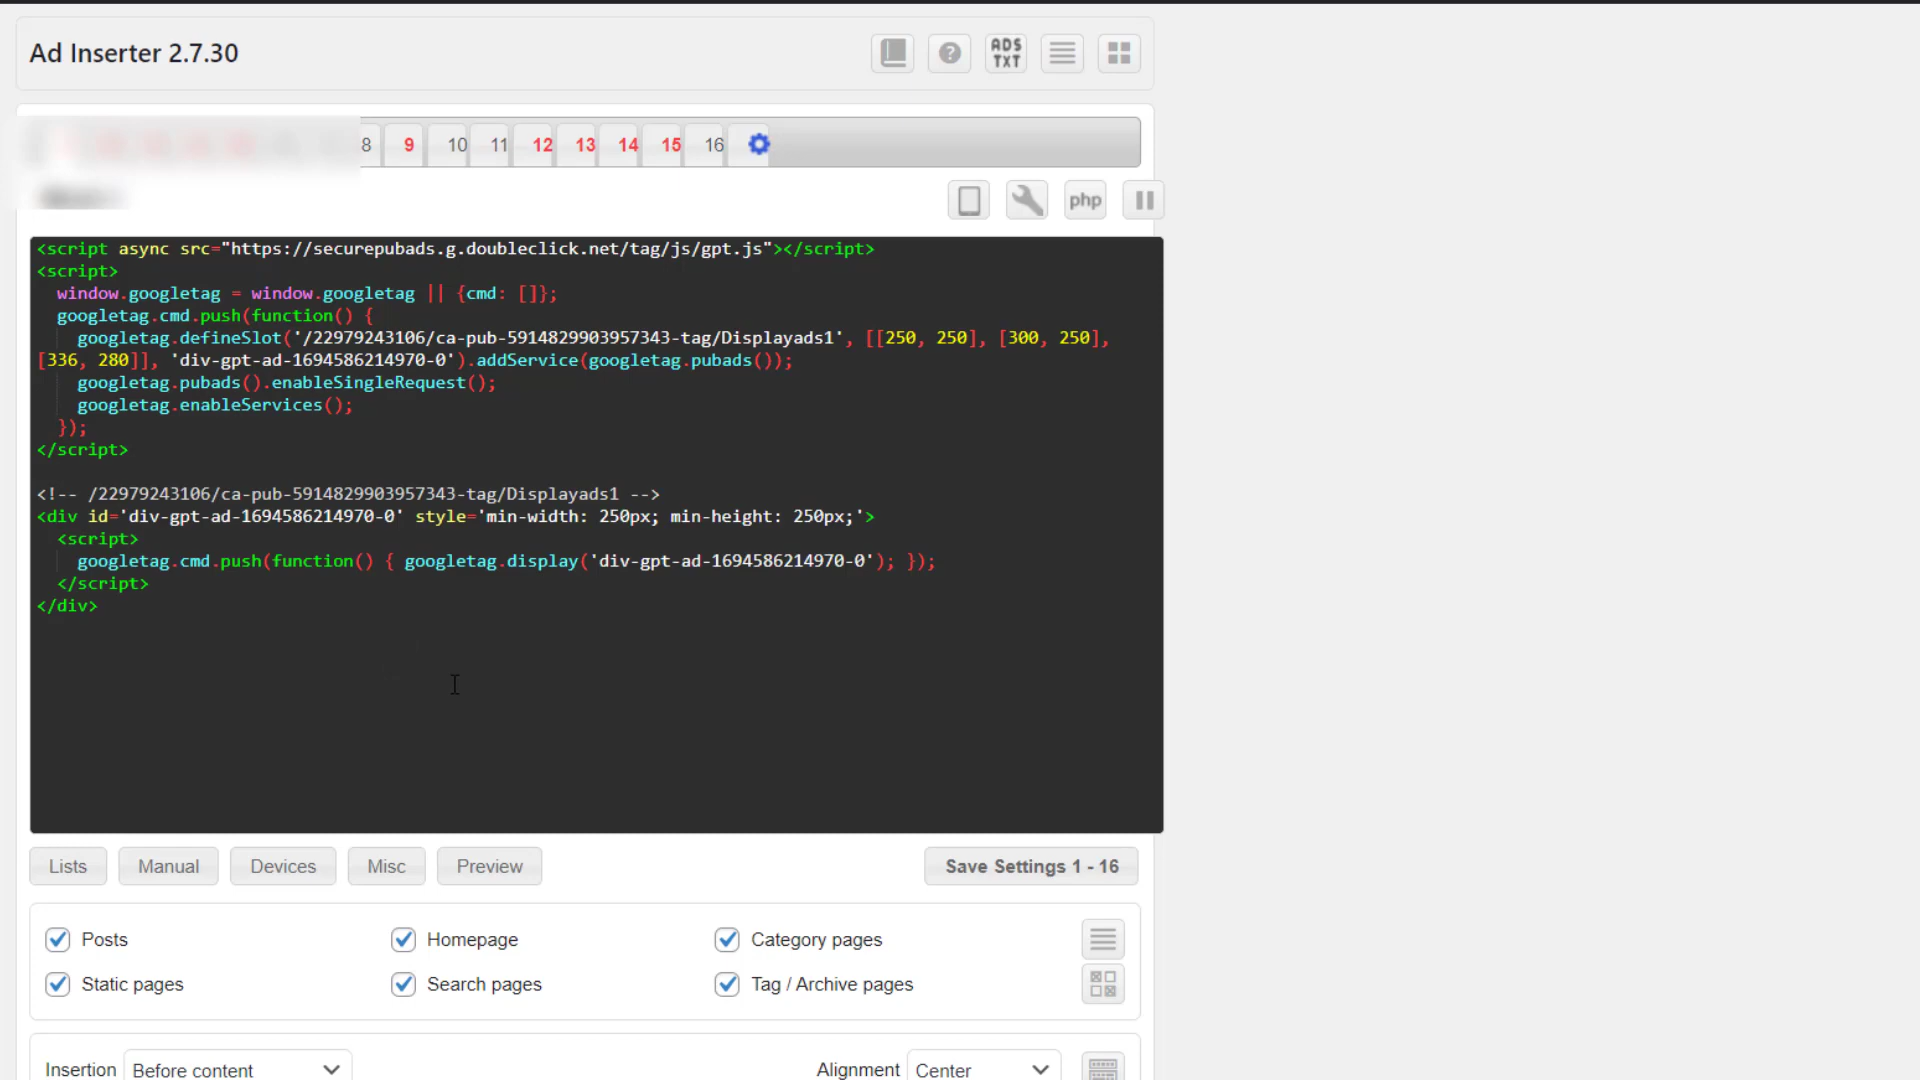 Ad Inserter 2.7.30
ADS
TXT
8 9 10 11 12 13 14 15 16
php
<script async src="https://securepubads.g.doubleclick.net/tag/js/gpt.js"></script>
<script>
window.googletag = window.googletag || {cmd: []};
googletag.cmd.push(function() {
googletag.defineSlot('/22979243106/ca-pub-5914829903957343-tag/Displayads1', [[250, 250], [300, 250],
[336, 280]], 'div-gpt-ad-1694586214970-0').addService(googletag.pubads());
googletag.pubads().enableSingleRequest();
googletag.enableServices();
});
</script>
<!-- /22979243106/ca-pub-5914829903957343-tag/Displayads1 -->
<div id='div-gpt-ad-1694586214970-0' style='min-width: 250px; min-height: 250px;'>
<script>
googletag.cmd.push(function() { googletag.display('div-gpt-ad-1694586214970-0'); });
</script>
</div>
Lists Manual Devices Misc Preview Save Settings 1 - 16
Posts Homepage Category pages
Static pages Search pages Tag / Archive pages
Insertion Before content Alignment Center